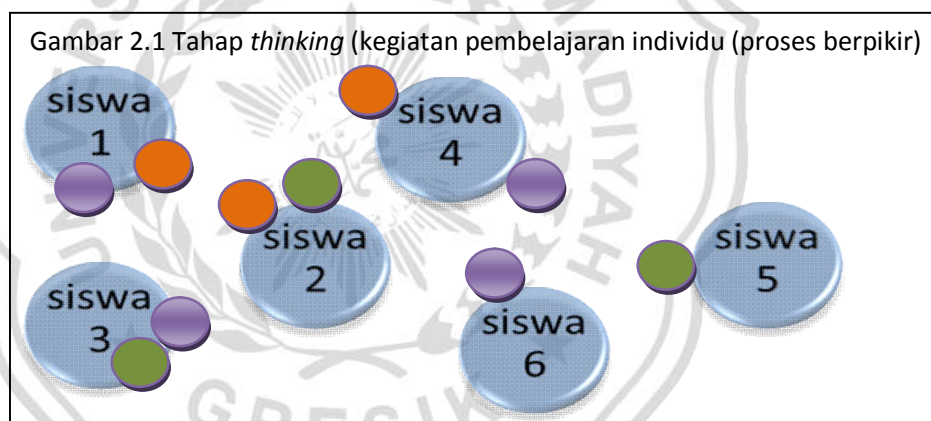 Gambar 2.1 Tahap thinking (kegiatan pembelajaran individu (proses berpikir)
siswa
1
siswa
4
siswa
2
siswa
5
siswa
3
siswa
6
GRESIK